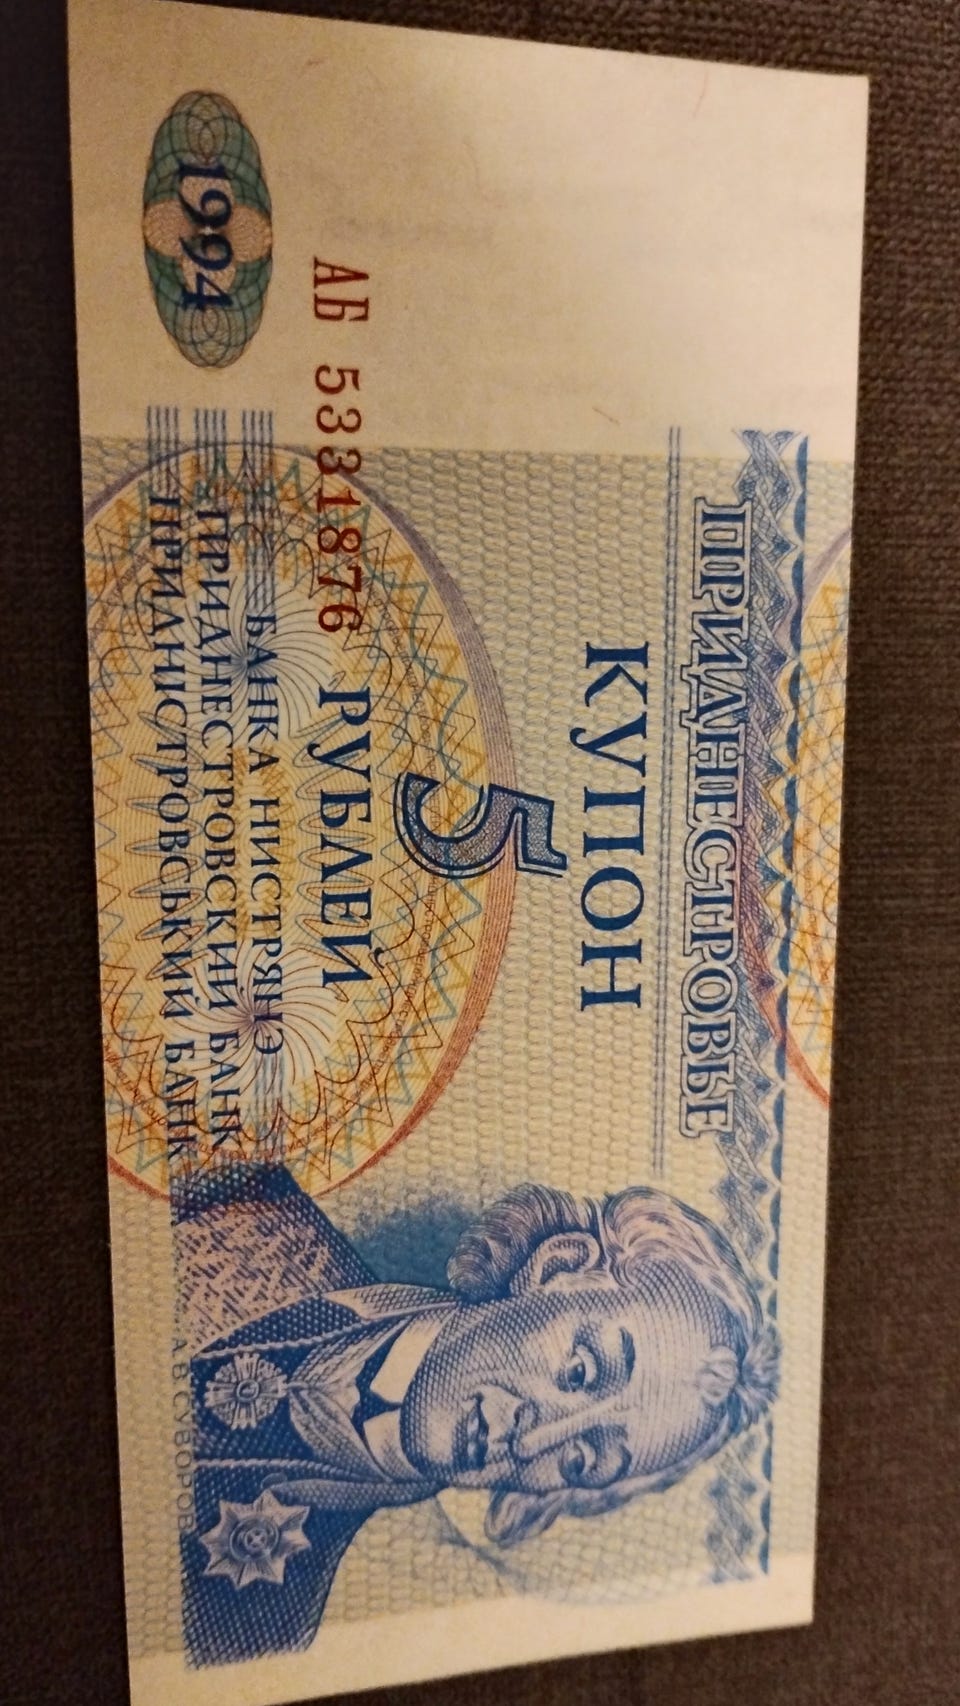 ПРИДНЕСТРОВЬЕ
КУПОН
5
АБ 5331876
РУБЛЕЙ
БАНКА НИСТРЯНЭ
ПРИДНЕСТРОВСКИЙ БАНК
ПРИДНІСТРОВСЬКИЙ БАНК
1994
А.В.СУВОРОВ